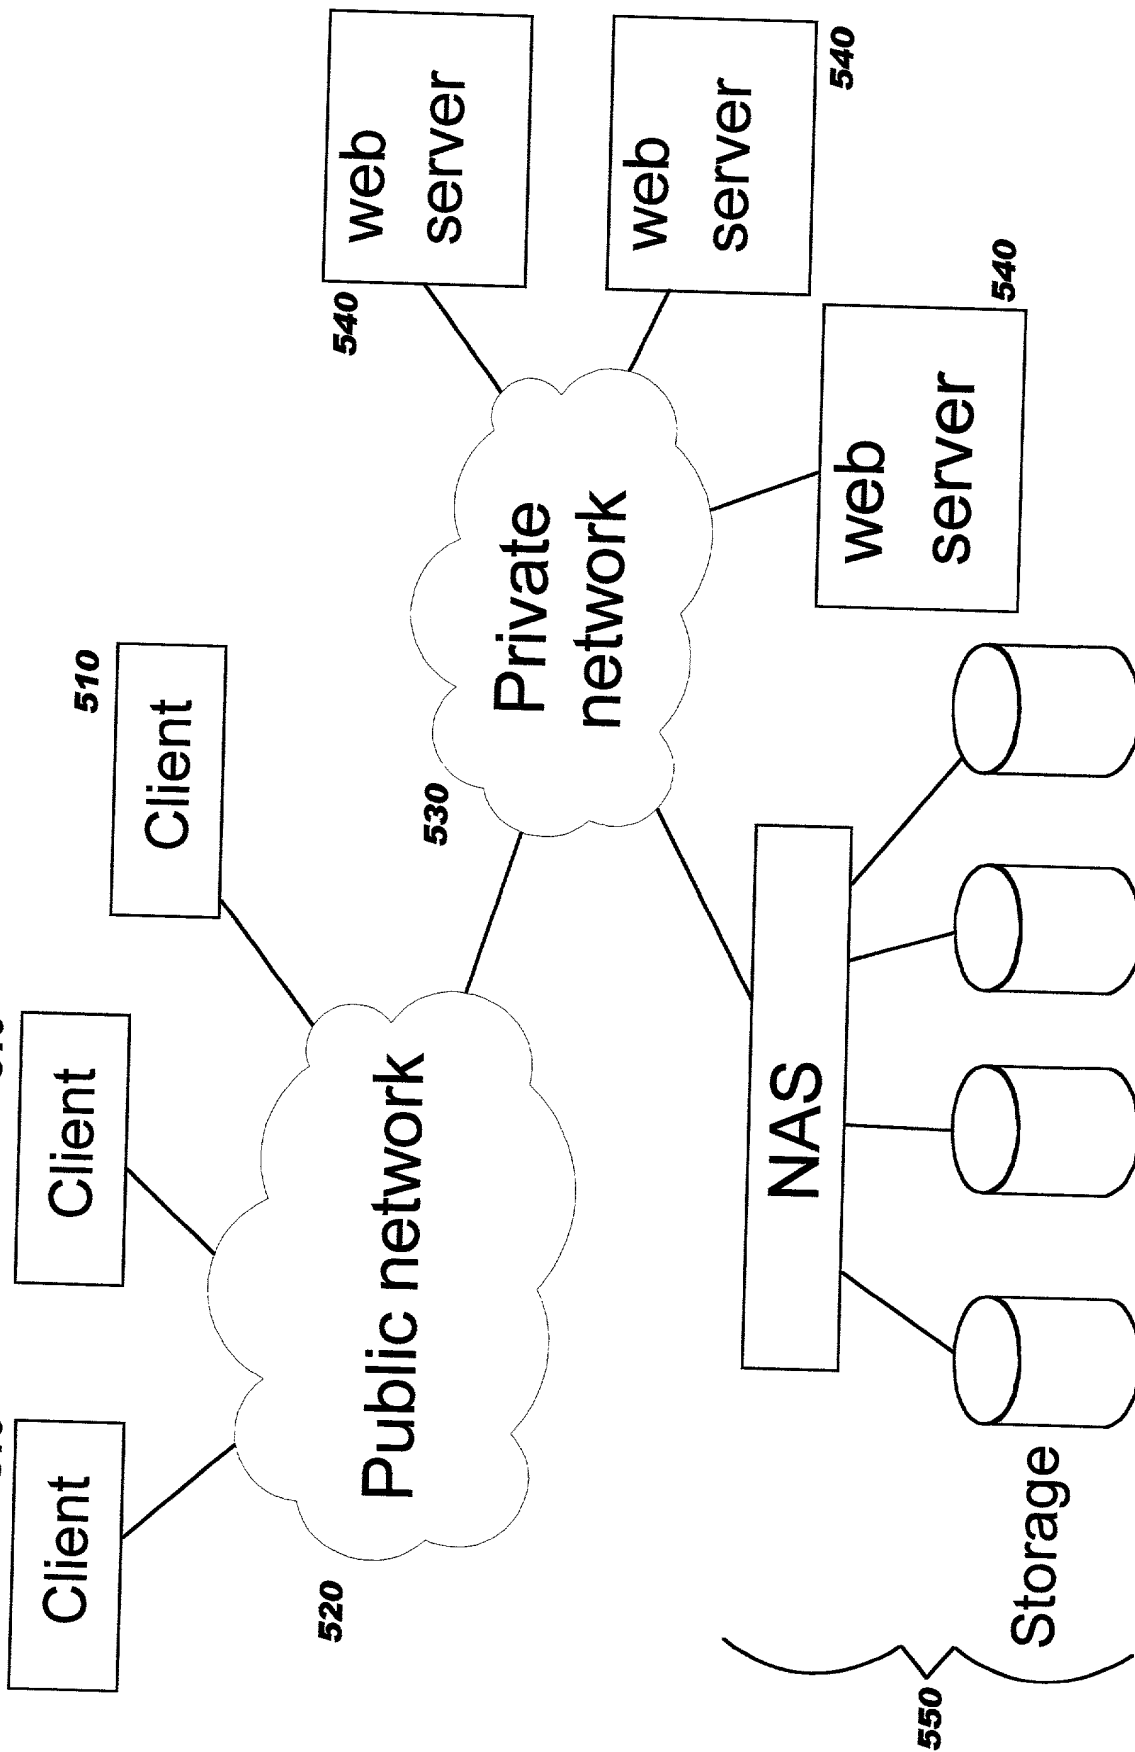 Client
Client
510
Client
520
Public network
530
Private
network
540
web
server
web
server
540
web
server
540
NAS
550
Storage